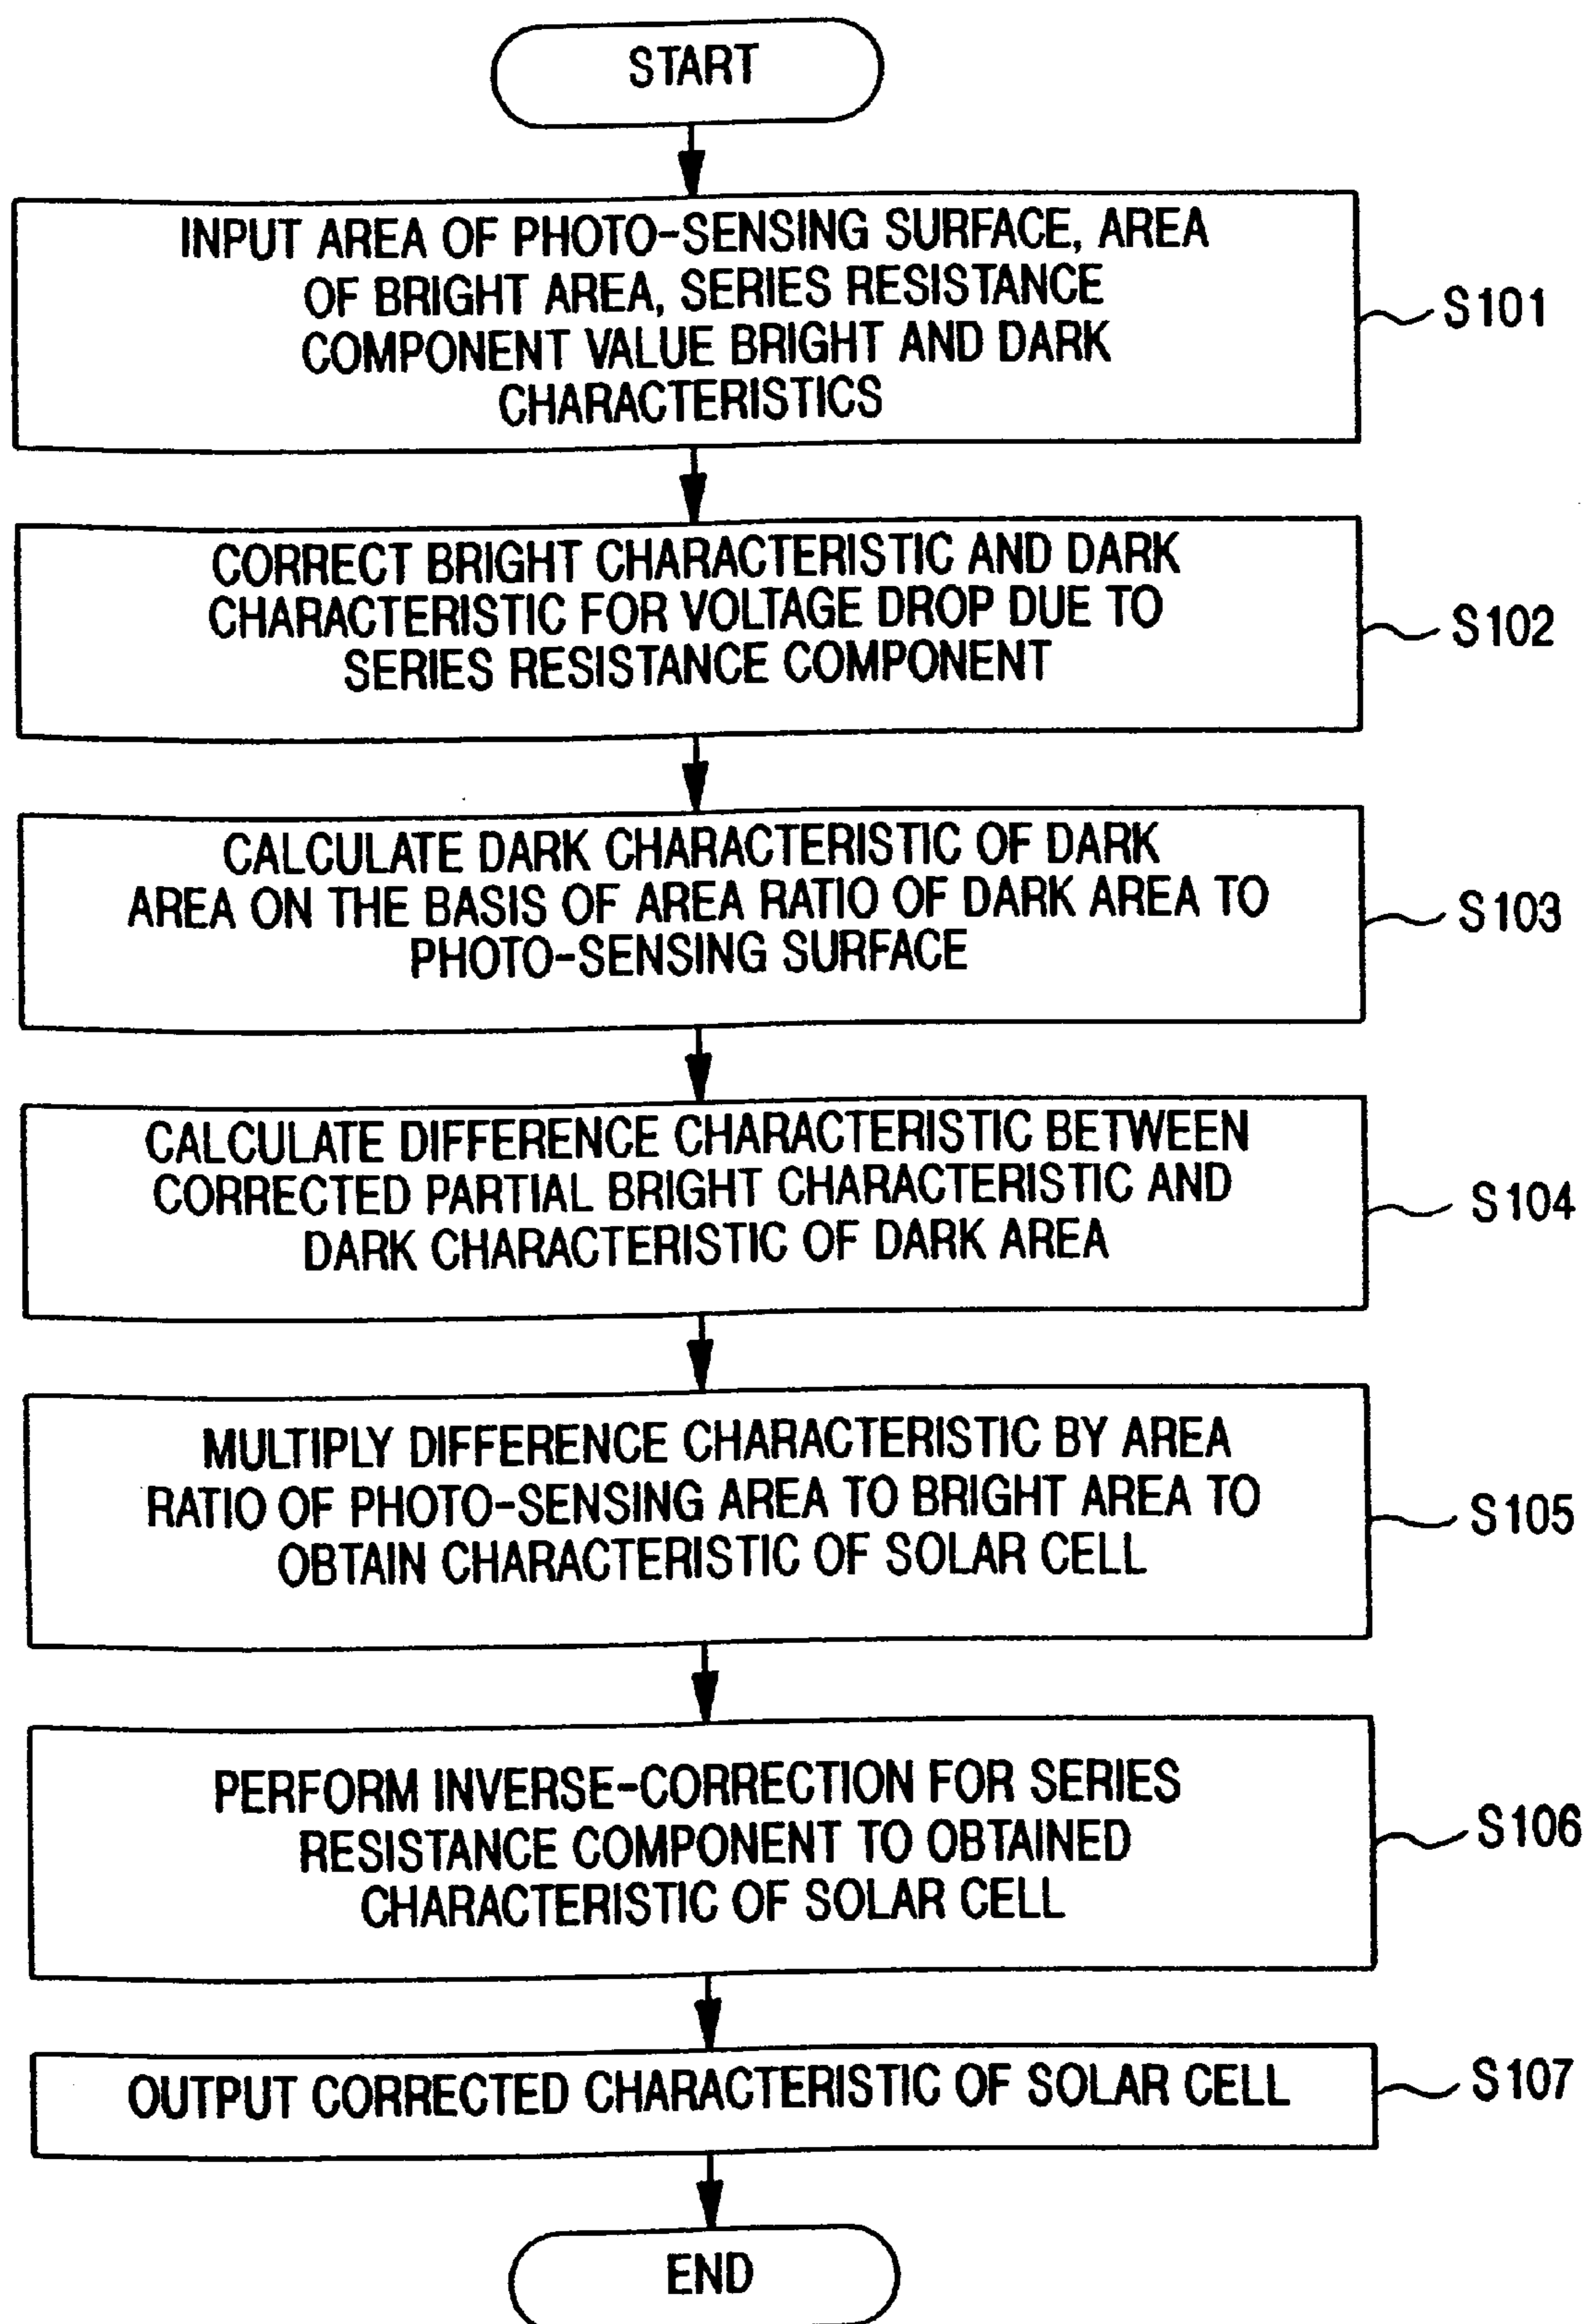 START
INPUT AREA OF PHOTO-SENSING SURFACE, AREA
OF BRIGHT AREA, SERIES RESISTANCE
COMPONENT VALUE BRIGHT AND DARK
CHARACTERISTICS
S101
CORRECT BRIGHT CHARACTERISTIC AND DARK
CHARACTERISTIC FOR VOLTAGE DROP DUE TO
SERIES RESISTANCE COMPONENT
S102
CALCULATE DARK CHARACTERISTIC OF DARK
AREA ON THE BASIS OF AREA RATIO OF DARK AREA TO
PHOTO-SENSING SURFACE
S103
CALCULATE DIFFERENCE CHARACTERISTIC BETWEEN
CORRECTED PARTIAL BRIGHT CHARACTERISTIC AND
DARK CHARACTERISTIC OF DARK AREA
S104
MULTIPLY DIFFERENCE CHARACTERISTIC BY AREA
RATIO OF PHOTO-SENSING AREA TO BRIGHT AREA TO
OBTAIN CHARACTERISTIC OF SOLAR CELL
S105
PERFORM INVERSE-CORRECTION FOR SERIES
RESISTANCE COMPONENT TO OBTAINED
CHARACTERISTIC OF SOLAR CELL
S106
OUTPUT CORRECTED CHARACTERISTIC OF SOLAR CELL
S107
END